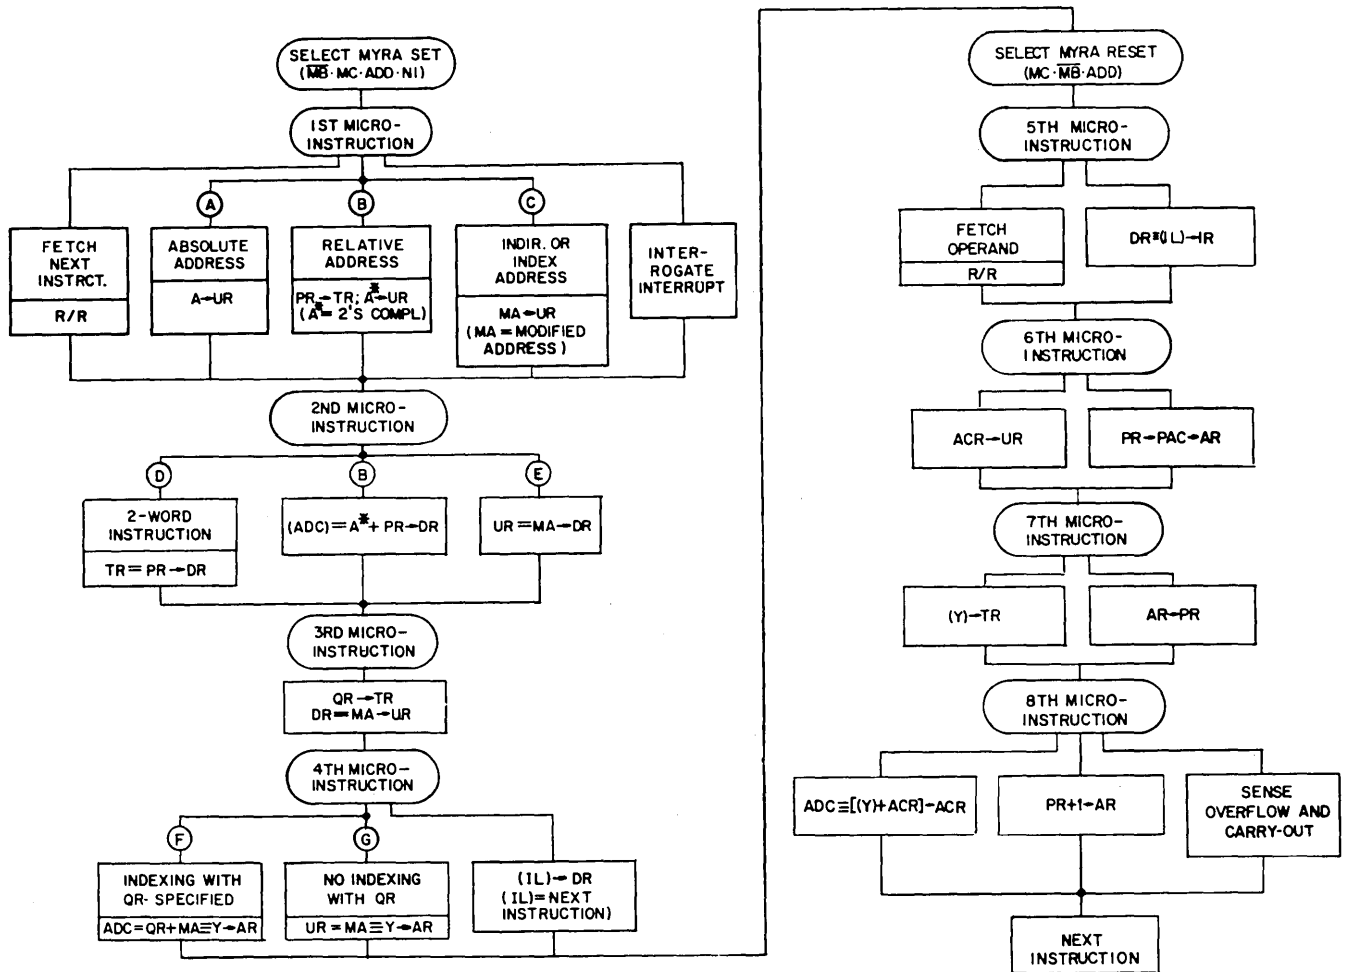 SELECT MYRA SET
(M̅B̅·MC·ADD·NI)
1ST MICRO-
INSTRUCTION
A
B
C
FETCH
NEXT
INSTRCT.
R/R
ABSOLUTE
ADDRESS
A→UR
RELATIVE
ADDRESS
PR→TR; A*→UR
(A*= 2'S COMPL)
INDIR. OR
INDEX
ADDRESS
MA→UR
(MA = MODIFIED
ADDRESS)
INTER-
ROGATE
INTERRUPT
2ND MICRO-
INSTRUCTION
D
B
E
2-WORD
INSTRUCTION
TR = PR→DR
(ADC) = A* + PR→DR
UR = MA→DR
3RD MICRO-
INSTRUCTION
QR→TR
DR = MA→UR
4TH MICRO-
INSTRUCTION
F
G
INDEXING WITH
QR- SPECIFIED
ADC=QR+MA≡Y→AR
NO INDEXING
WITH QR
UR = MA≡Y→AR
(IL)→DR
(IL)=NEXT
INSTRUCTION)
SELECT MYRA RESET
(MC·M̅B̅·ADD)
5TH MICRO-
INSTRUCTION
FETCH
OPERAND
R/R
DR≡(IL)→IR
6TH MICRO-
INSTRUCTION
ACR→UR
PR→PAC→AR
7TH MICRO-
INSTRUCTION
(Y)→TR
AR→PR
8TH MICRO-
INSTRUCTION
ADC≡[(Y)+ACR]→ACR
PR+1→AR
SENSE
OVERFLOW AND
CARRY-OUT
NEXT
INSTRUCTION